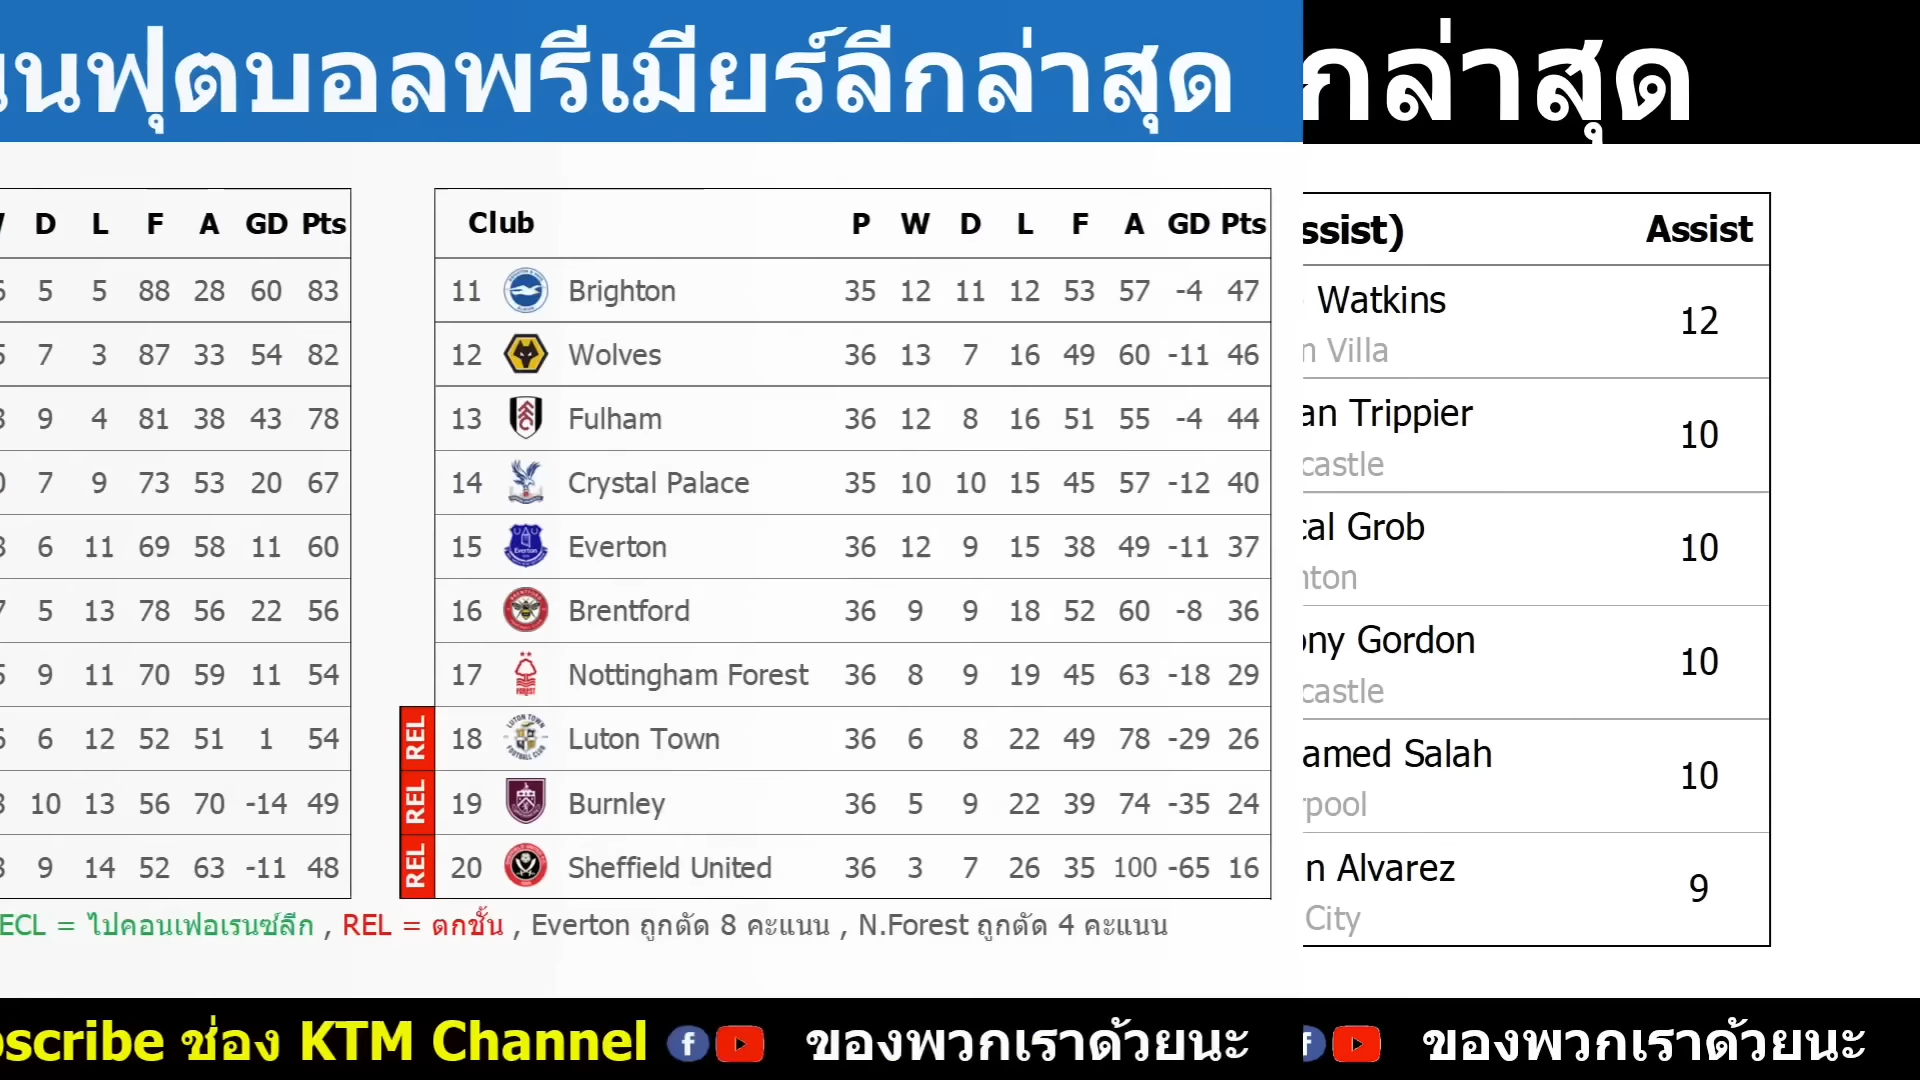 นฟุตบอลพรีเมียร์ลีกล่าสุด
กล่าสุด
D L F A GD Pts
5 5 88 28 60 83
7 3 87 33 54 82
9 4 81 38 43 78
7 9 73 53 20 67
6 11 69 58 11 60
5 13 78 56 22 56
9 11 70 59 11 54
6 12 52 51 1 54
10 13 56 70 -14 49
9 14 52 63 -11 48
Club P W D L F A GD Pts
11 Brighton 35 12 11 12 53 57 -4 47
12 Wolves 36 13 7 16 49 60 -11 46
13 Fulham 36 12 8 16 51 55 -4 44
14 Crystal Palace 35 10 10 15 45 57 -12 40
15 Everton 36 12 9 15 38 49 -11 37
16 Brentford 36 9 9 18 52 60 -8 36
17 Nottingham Forest 36 8 9 19 45 63 -18 29
REL 18 Luton Town 36 6 8 22 49 78 -29 26
REL 19 Burnley 36 5 9 22 39 74 -35 24
REL 20 Sheffield United 36 3 7 26 35 100 -65 16
ECL = ไปคอนเฟอเรนซ์ลีก , REL = ตกชั้น , Everton ถูกตัด 8 คะแนน , N.Forest ถูกตัด 4 คะแนน
ssist) Assist
Watkins 12
n Villa
an Trippier 10
castle
cal Grob 10
hton
ony Gordon 10
castle
amed Salah 10
rpool
n Alvarez 9
City
scribe ช่อง KTM Channel ของพวกเราด้วยนะ
ของพวกเราด้วยนะ